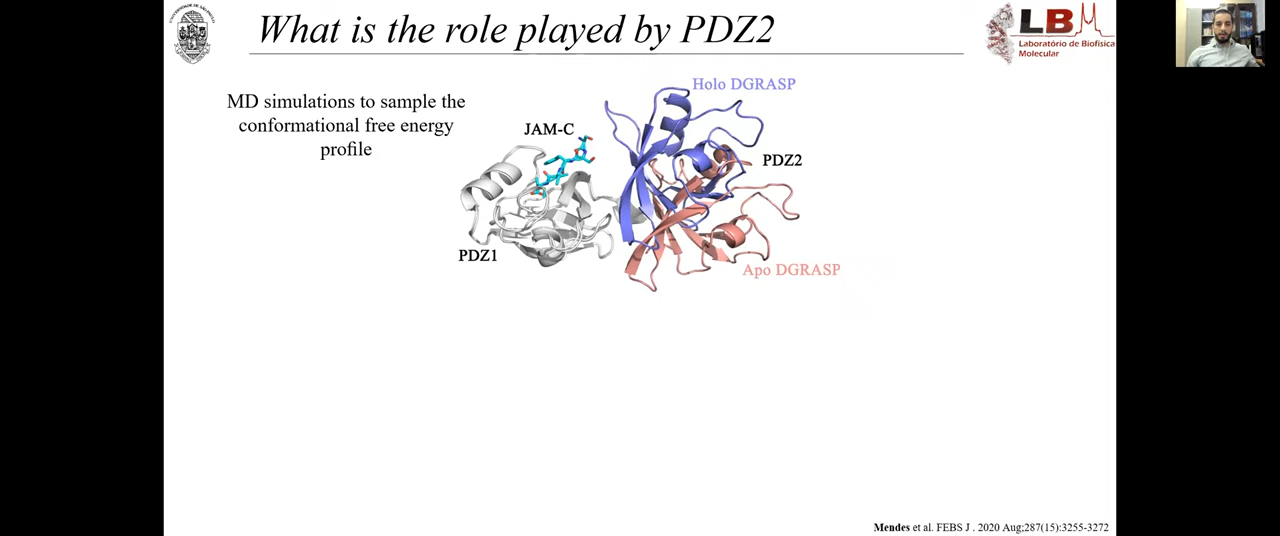 What is the role played by PDZ2
LB
Laboratório de Biofísica
Molecular
MD simulations to sample the
conformational free energy
profile
Holo DGRASP
JAM-C
PDZ2
PDZ1
Apo DGRASP
Mendes et al. FEBS J . 2020 Aug;287(15):3255-3272